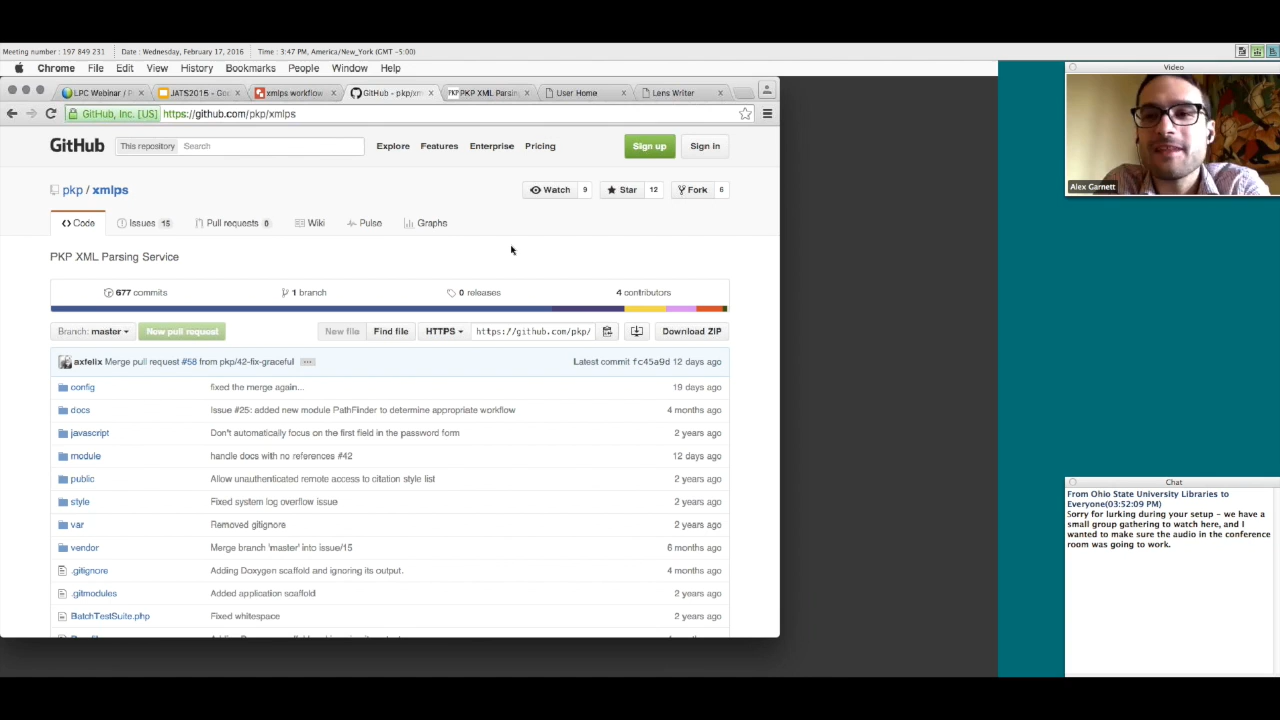 Meeting number : 197 849 231 Date : Wednesday, February 17, 2016 Time : 3:47 PM, America/New_York (GMT -5:00)
Chrome File Edit View History Bookmarks People Window Help
Video
LPC Webinar / P JATS2015 - Goo xmlps workflow GitHub - pkp/xm PKP PKP XML Parsing User Home Lens Writer
GitHub, Inc. [US] https://github.com/pkp/xmlps
GitHub This repository Search Explore Features Enterprise Pricing Sign up Sign in
Alex Garnett
pkp / xmlps Watch 9 Star 12 Fork 6
Code Issues 15 Pull requests 0 Wiki Pulse Graphs
PKP XML Parsing Service
677 commits 1 branch 0 releases 4 contributors
Branch: master New pull request New file Find file HTTPS https://github.com/pkp/ Download ZIP
axfelix Merge pull request #58 from pkp/42-fix-graceful ... Latest commit fc45a9d 12 days ago
config fixed the merge again... 19 days ago
docs Issue #25: added new module PathFinder to determine appropriate workflow 4 months ago
javascript Don't automatically focus on the first field in the password form 2 years ago
module handle docs with no references #42 12 days ago
public Allow unauthenticated remote access to citation style list 2 years ago
style Fixed system log overflow issue 2 years ago
var Removed gitignore 2 years ago
vendor Merge branch 'master' into issue/15 6 months ago
.gitignore Adding Doxygen scaffold and ignoring its output. 4 months ago
.gitmodules Added application scaffold 2 years ago
BatchTestSuite.php Fixed whitespace 2 years ago
Chat
From Ohio State University Libraries to
Everyone(03:52:09 PM)
Sorry for lurking during your setup - we have a
small group gathering to watch here, and I
wanted to make sure the audio in the conference
room was going to work.